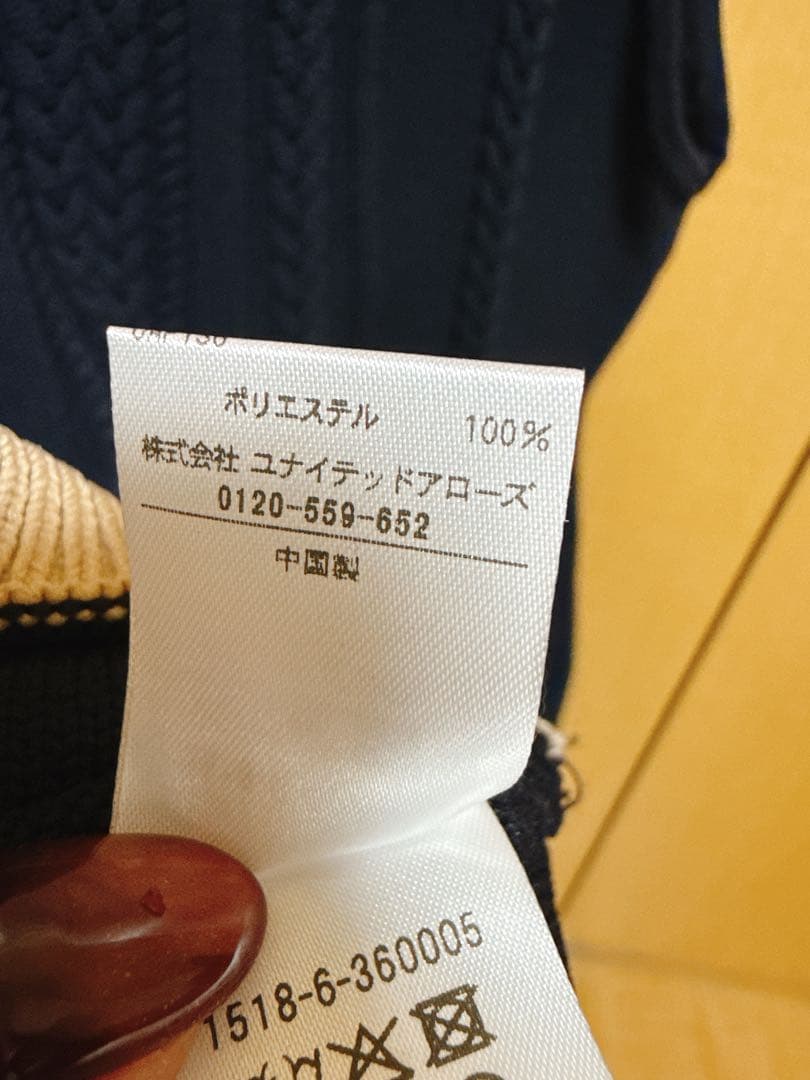 ポリエステル 100%
株式会社 ユナイテッドアローズ
0120-559-652
中国製
1518-6-360005